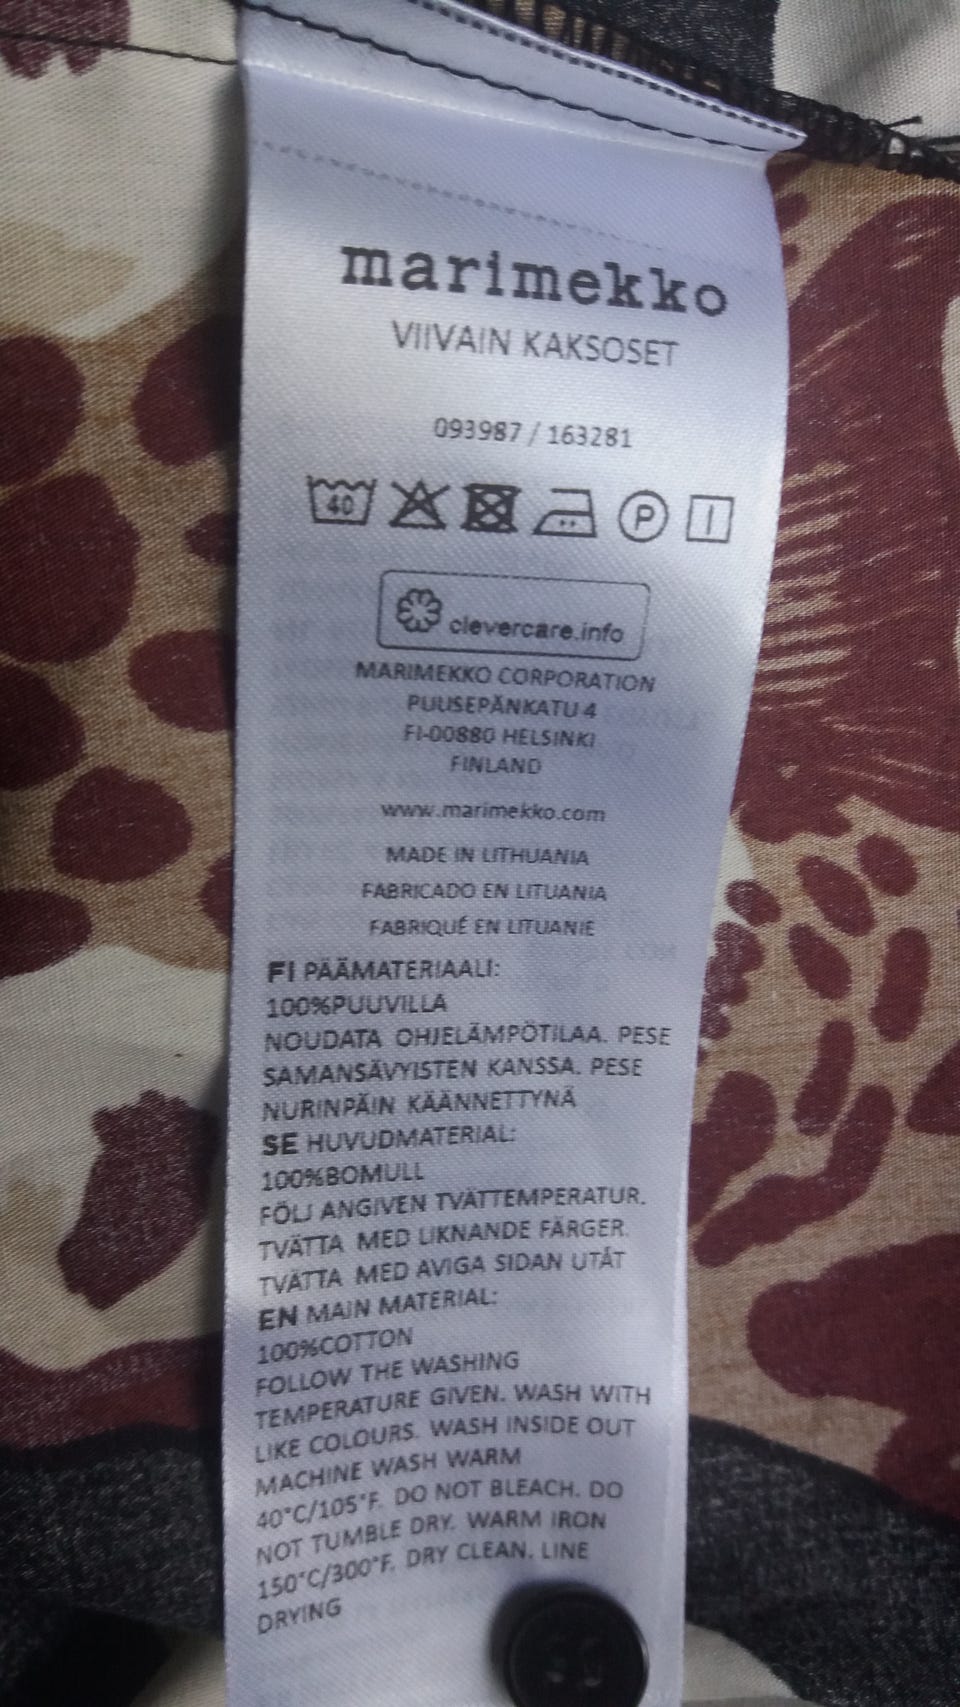 marimekko
VIIVAIN KAKSOSET
093987 / 163281
40 P
clevercare.info
MARIMEKKO CORPORATION
PUUSEPÄNKATU 4
FI-00880 HELSINKI
FINLAND
www.marimekko.com
MADE IN LITHUANIA
FABRICADO EN LITUANIA
FABRIQUÉ EN LITUANIE
FI PÄÄMATERIAALI:
100%PUUVILLA
NOUDATA OHJELÄMPÖTILAA. PESE
SAMANSÄVYISTEN KANSSA. PESE
NURINPÄIN KÄÄNNETTYNÄ
SE HUVUDMATERIAL:
100%BOMULL
FÖLJ ANGIVEN TVÄTTEMPERATUR.
TVÄTTA MED LIKNANDE FÄRGER.
TVÄTTA MED AVIGA SIDAN UTÅT
EN MAIN MATERIAL:
100%COTTON
FOLLOW THE WASHING
TEMPERATURE GIVEN. WASH WITH
LIKE COLOURS. WASH INSIDE OUT
MACHINE WASH WARM
40°C/105°F. DO NOT BLEACH. DO
NOT TUMBLE DRY. WARM IRON
150°C/300°F. DRY CLEAN. LINE
DRYING